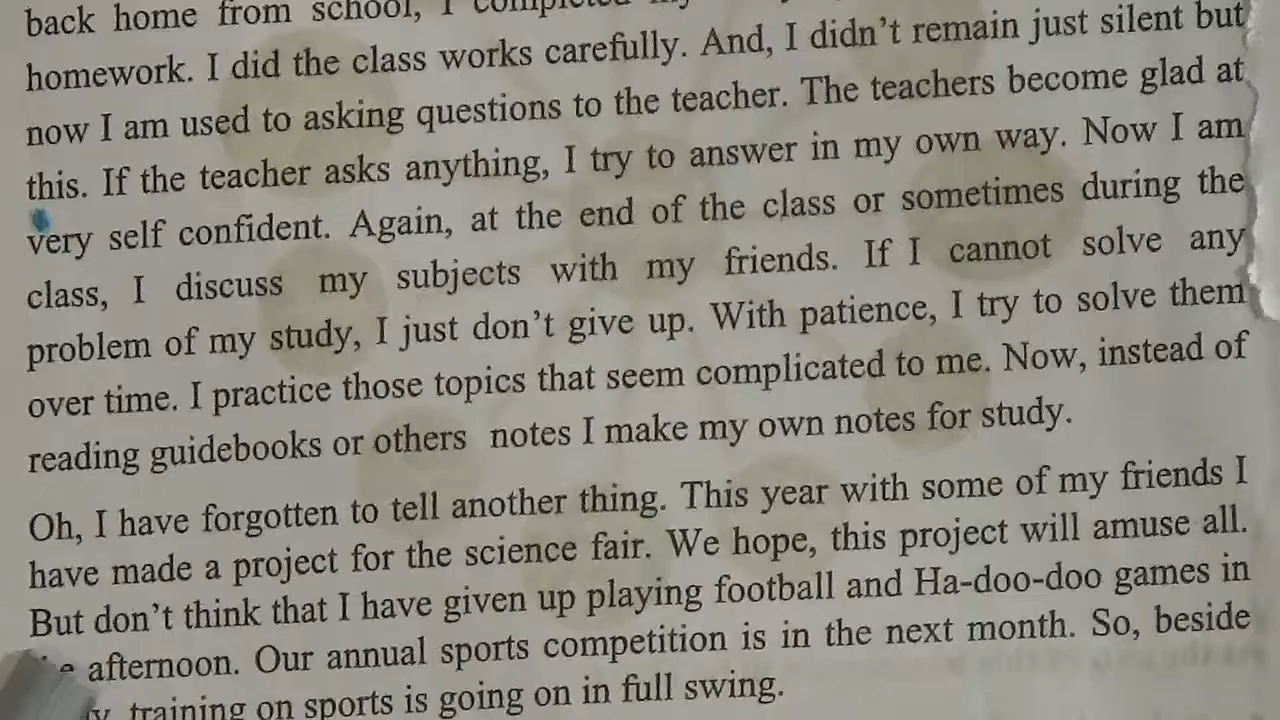 back home from school, I completed
homework. I did the class works carefully. And, I didn't remain just silent but
now I am used to asking questions to the teacher. The teachers become glad at
this. If the teacher asks anything, I try to answer in my own way. Now I am
very self confident. Again, at the end of the class or sometimes during the
class, I discuss my subjects with my friends. If I cannot solve any
problem of my study, I just don't give up. With patience, I try to solve them
over time. I practice those topics that seem complicated to me. Now, instead of
reading guidebooks or others notes I make my own notes for study.
Oh, I have forgotten to tell another thing. This year with some of my friends I
have made a project for the science fair. We hope, this project will amuse all.
But don't think that I have given up playing football and Ha-doo-doo games in
afternoon. Our annual sports competition is in the next month. So, beside
training on sports is going on in full swing.